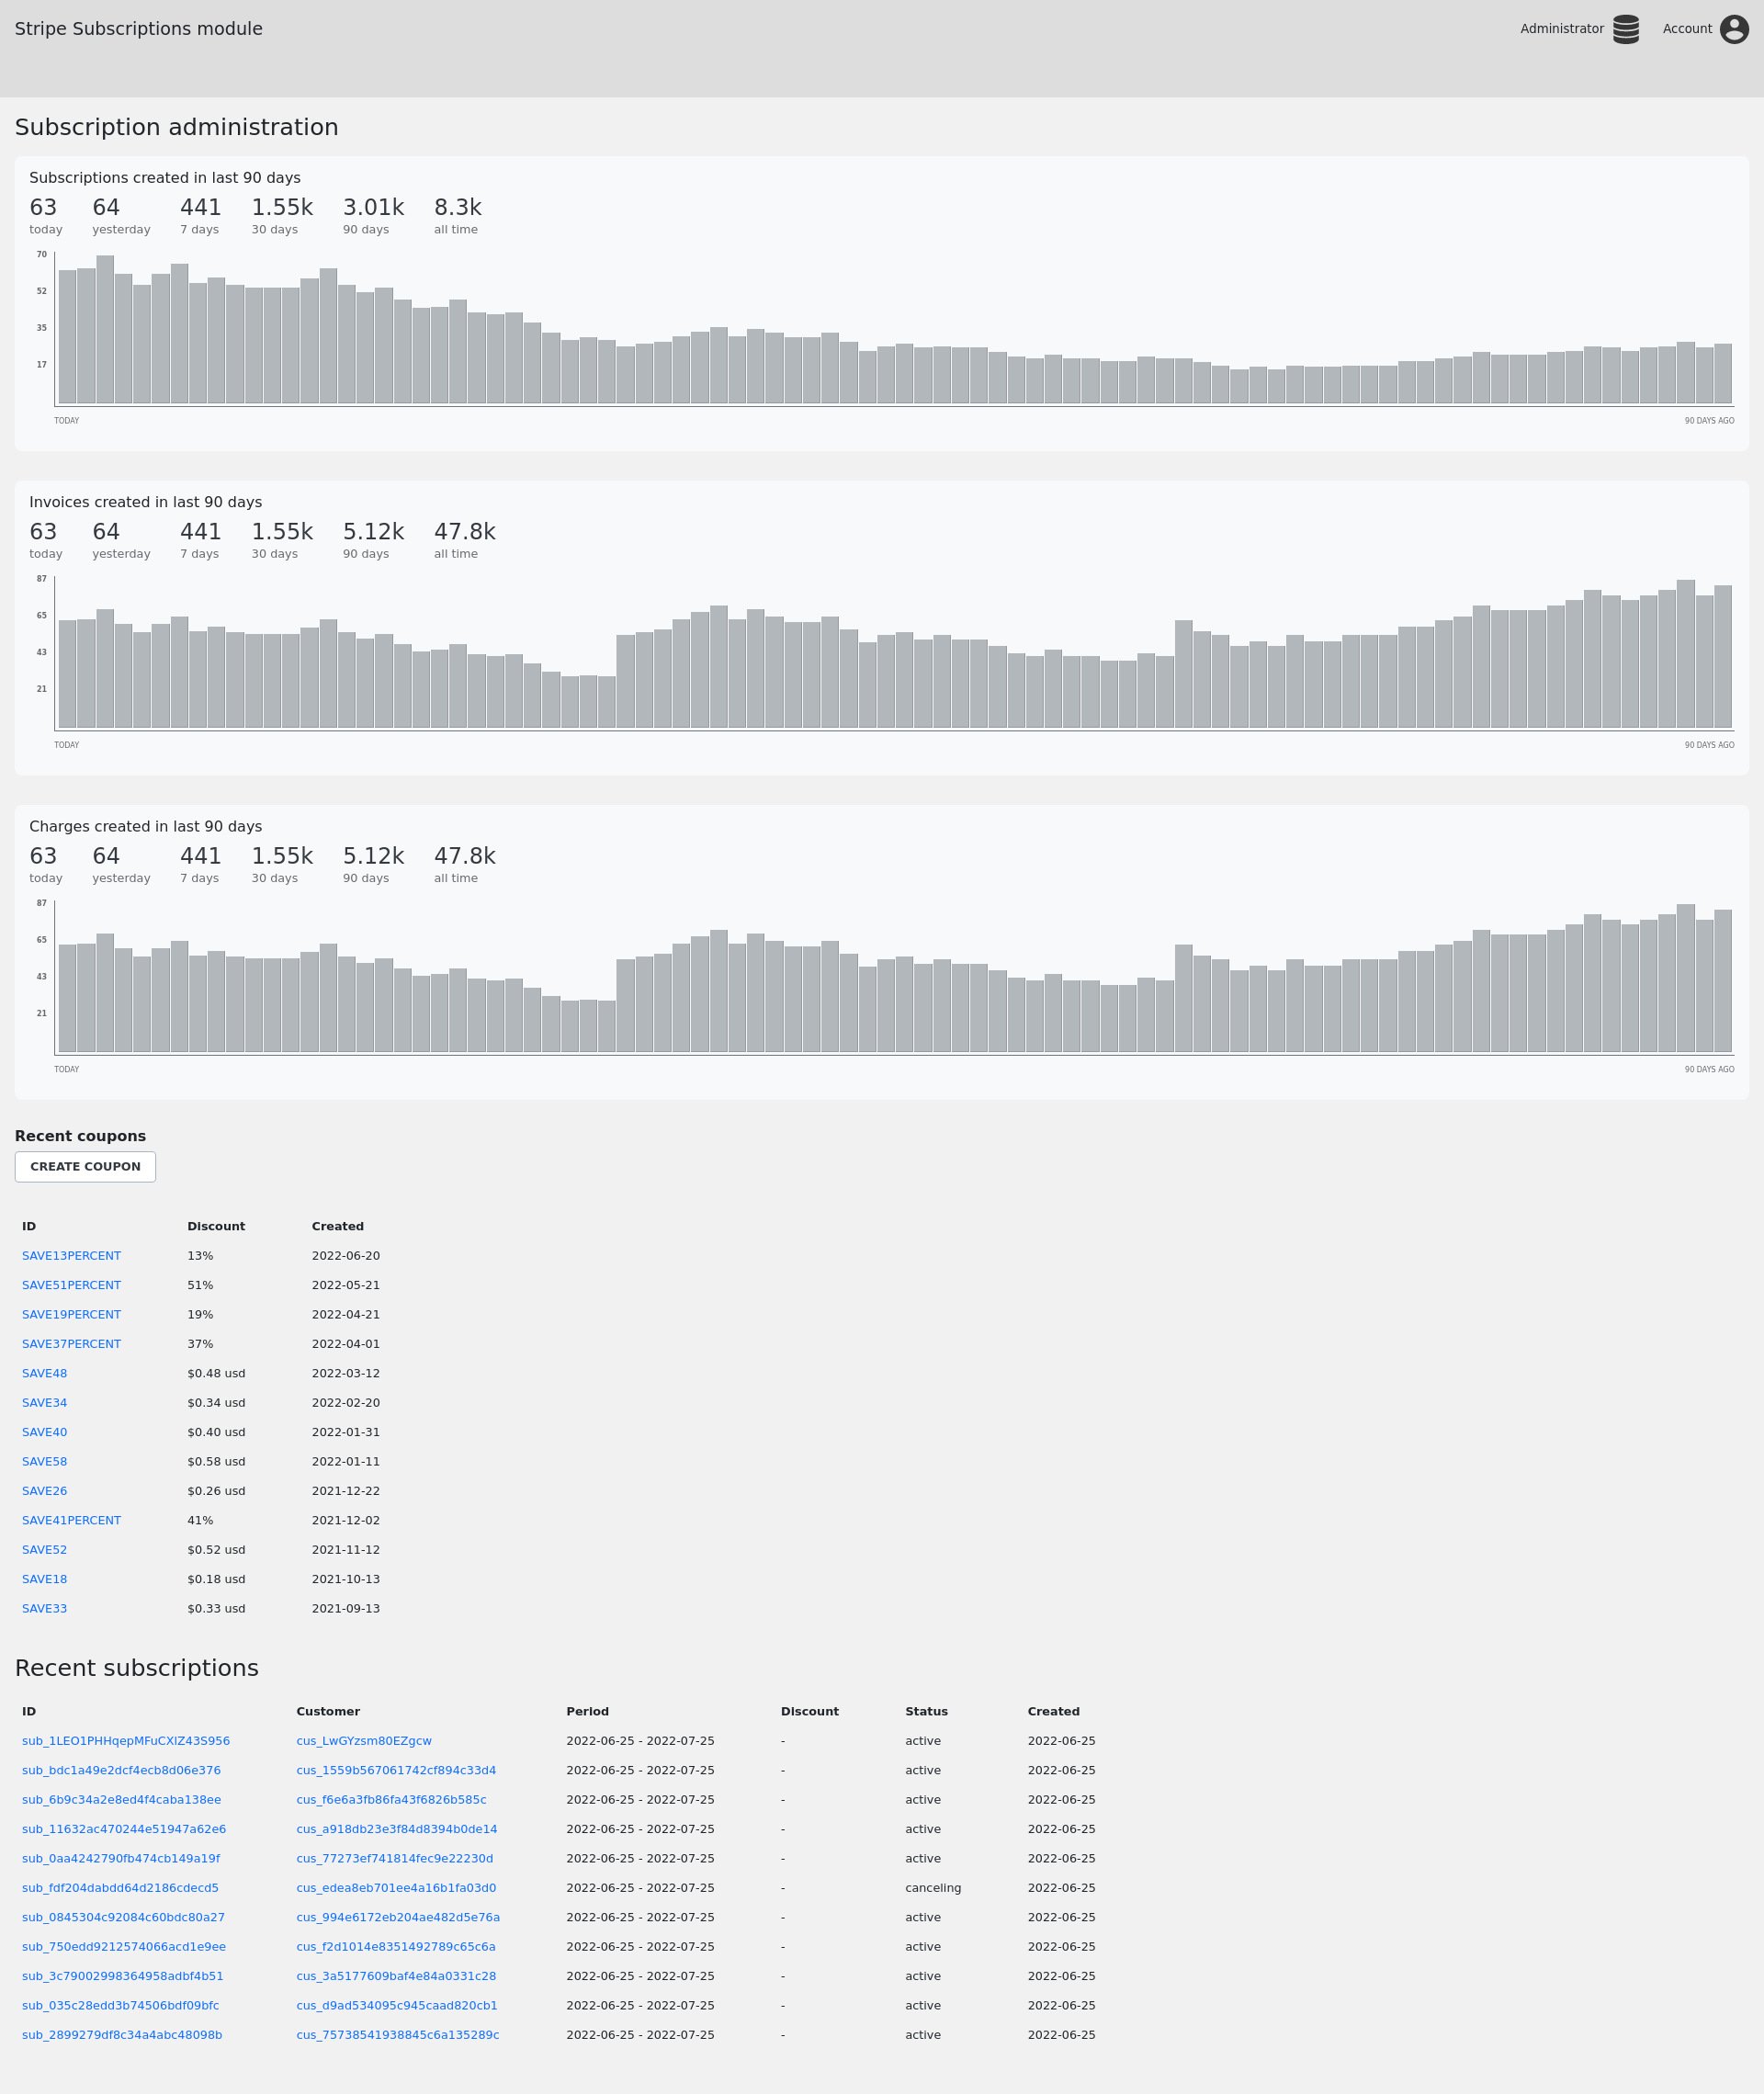 Stripe Subscriptions module
Administrator Account
Subscription administration
Subscriptions created in last 90 days
63 64 441 1.55k 3.01k 8.3k
today yesterday 7 days 30 days 90 days all time
70
52
35
17
TODAY 90 DAYS AGO
Invoices created in last 90 days
63 64 441 1.55k 5.12k 47.8k
today yesterday 7 days 30 days 90 days all time
87
65
43
21
TODAY 90 DAYS AGO
Charges created in last 90 days
63 64 441 1.55k 5.12k 47.8k
today yesterday 7 days 30 days 90 days all time
87
65
43
21
TODAY 90 DAYS AGO
Recent coupons
CREATE COUPON
ID Discount Created
SAVE13PERCENT 13% 2022-06-20
SAVE51PERCENT 51% 2022-05-21
SAVE19PERCENT 19% 2022-04-21
SAVE37PERCENT 37% 2022-04-01
SAVE48 $0.48 usd 2022-03-12
SAVE34 $0.34 usd 2022-02-20
SAVE40 $0.40 usd 2022-01-31
SAVE58 $0.58 usd 2022-01-11
SAVE26 $0.26 usd 2021-12-22
SAVE41PERCENT 41% 2021-12-02
SAVE52 $0.52 usd 2021-11-12
SAVE18 $0.18 usd 2021-10-13
SAVE33 $0.33 usd 2021-09-13
Recent subscriptions
ID Customer Period Discount Status Created
sub_1LEO1PHHqepMFuCXIZ43S956 cus_LwGYzsm80EZgcw 2022-06-25 - 2022-07-25 - active 2022-06-25
sub_bdc1a49e2dcf4ecb8d06e376 cus_1559b567061742cf894c33d4 2022-06-25 - 2022-07-25 - active 2022-06-25
sub_6b9c34a2e8ed4f4caba138ee cus_f6e6a3fb86fa43f6826b585c 2022-06-25 - 2022-07-25 - active 2022-06-25
sub_11632ac470244e51947a62e6 cus_a918db23e3f84d8394b0de14 2022-06-25 - 2022-07-25 - active 2022-06-25
sub_0aa4242790fb474cb149a19f cus_77273ef741814fec9e22230d 2022-06-25 - 2022-07-25 - active 2022-06-25
sub_fdf204dabdd64d2186cdecd5 cus_edea8eb701ee4a16b1fa03d0 2022-06-25 - 2022-07-25 - canceling 2022-06-25
sub_0845304c92084c60bdc80a27 cus_994e6172eb204ae482d5e76a 2022-06-25 - 2022-07-25 - active 2022-06-25
sub_750edd9212574066acd1e9ee cus_f2d1014e8351492789c65c6a 2022-06-25 - 2022-07-25 - active 2022-06-25
sub_3c79002998364958adbf4b51 cus_3a5177609baf4e84a0331c28 2022-06-25 - 2022-07-25 - active 2022-06-25
sub_035c28edd3b74506bdf09bfc cus_d9ad534095c945caad820cb1 2022-06-25 - 2022-07-25 - active 2022-06-25
sub_2899279df8c34a4abc48098b cus_75738541938845c6a135289c 2022-06-25 - 2022-07-25 - active 2022-06-25